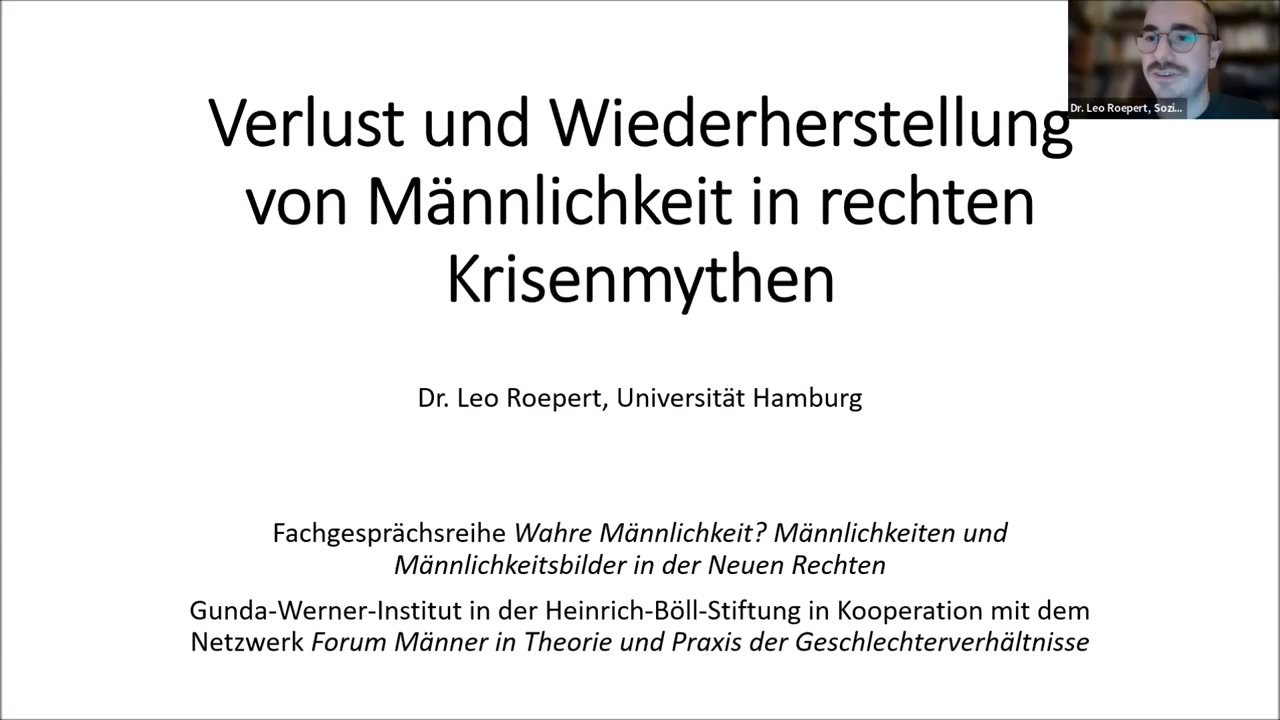 Verlust und Wiederherstellung
von Männlichkeit in rechten
Krisenmythen
Dr. Leo Roepert, Sozi...
Dr. Leo Roepert, Universität Hamburg
Fachgesprächsreihe Wahre Männlichkeit? Männlichkeiten und
Männlichkeitsbilder in der Neuen Rechten
Gunda-Werner-Institut in der Heinrich-Böll-Stiftung in Kooperation mit dem
Netzwerk Forum Männer in Theorie und Praxis der Geschlechterverhältnisse